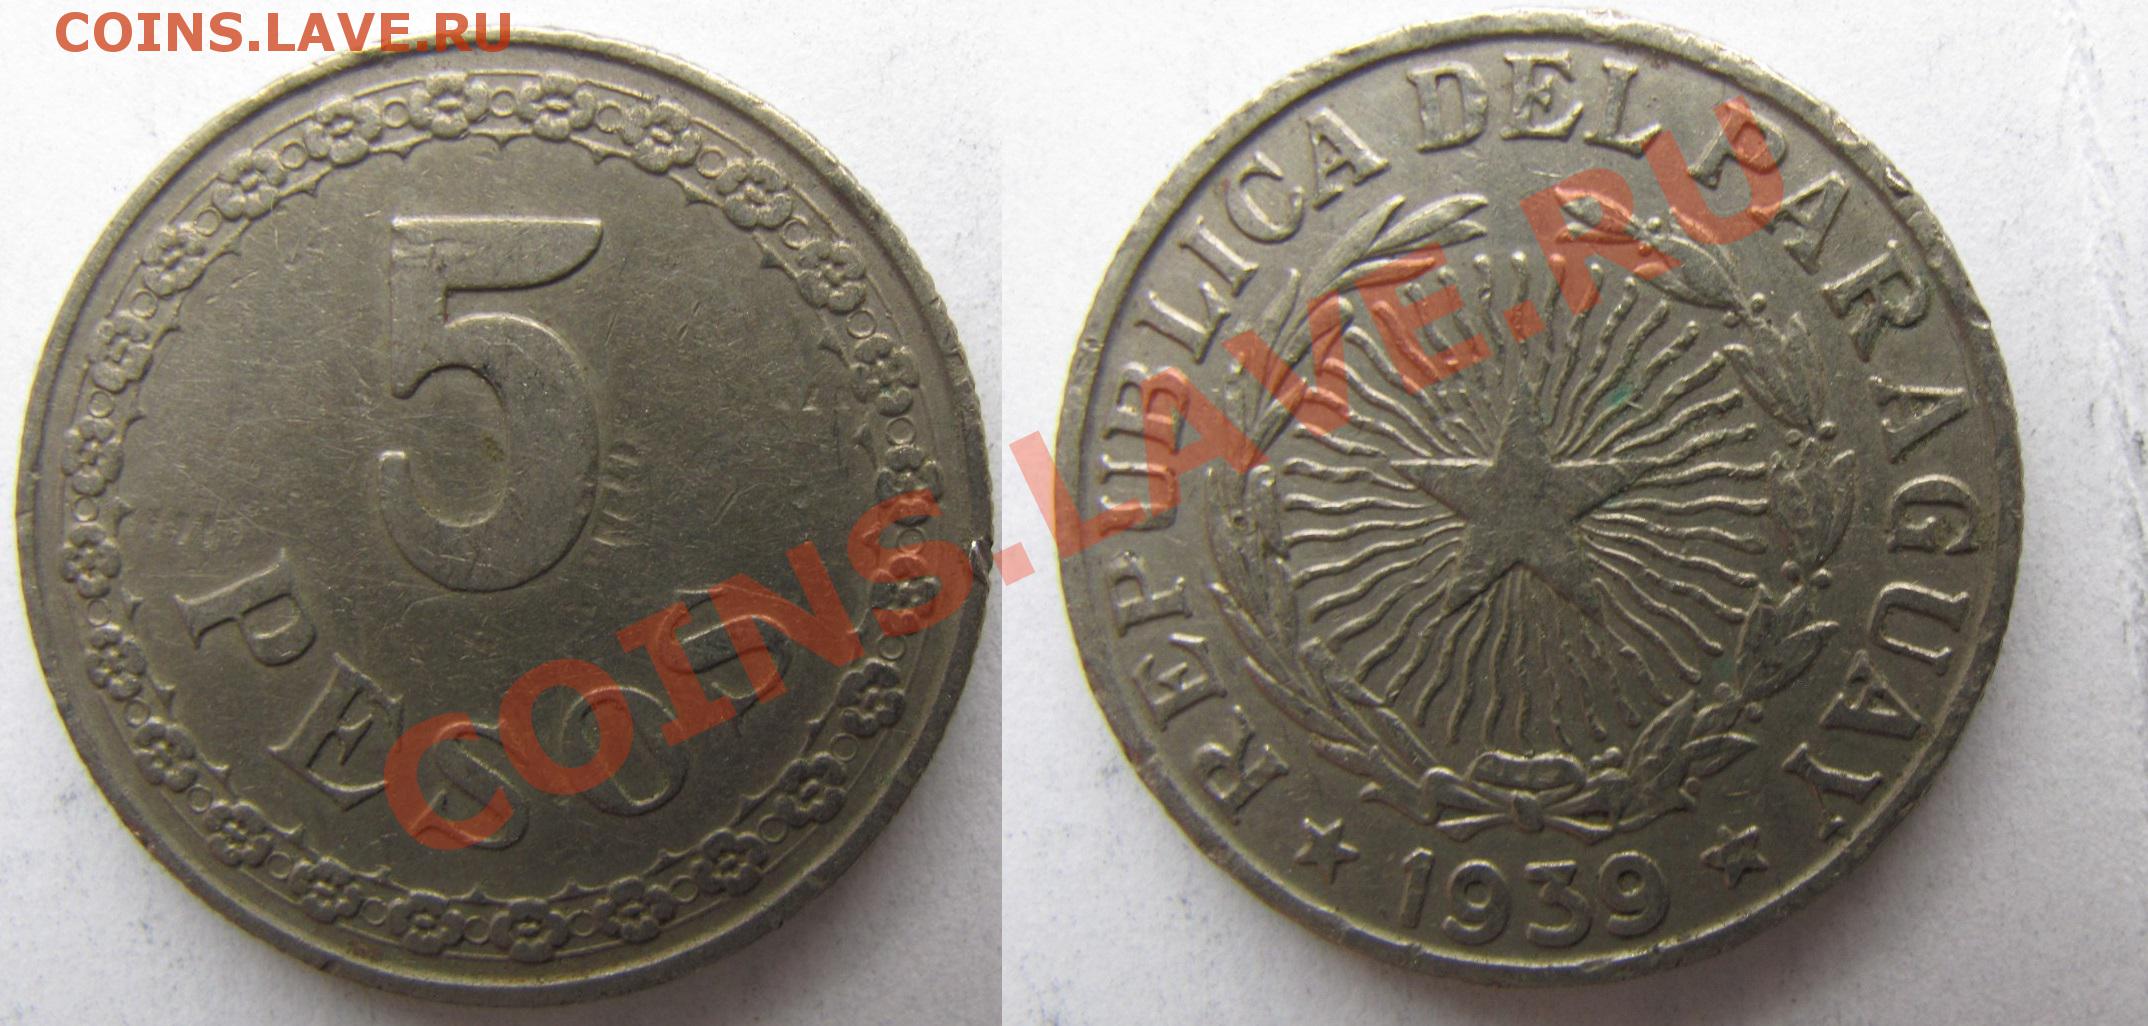 COINS.LAVE.RU
5
PESOS
REPUBLICA DEL PARAGUAY
1939
COINS.LAVE.RU